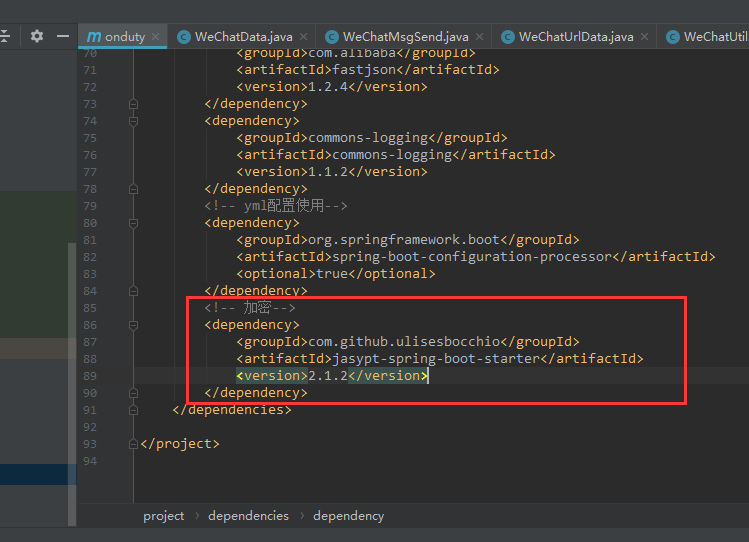 m onduty × WeChatData.java × WeChatMsgSend.java × WeChatUrlData.java × WeChatUtil
70 <groupId>com.alibaba</groupId>
71 <artifactId>fastjson</artifactId>
72 <version>1.2.4</version>
73 </dependency>
74 <dependency>
75 <groupId>commons-logging</groupId>
76 <artifactId>commons-logging</artifactId>
77 <version>1.1.2</version>
78 </dependency>
79 <!-- yml配置使用-->
80 <dependency>
81 <groupId>org.springframework.boot</groupId>
82 <artifactId>spring-boot-configuration-processor</artifactId>
83 <optional>true</optional>
84 </dependency>
85 <!-- 加密-->
86 <dependency>
87 <groupId>com.github.ulisesbocchio</groupId>
88 <artifactId>jasypt-spring-boot-starter</artifactId>
89 <version>2.1.2</version>
90 </dependency>
91 </dependencies>
92
93 </project>
94
project › dependencies › dependency